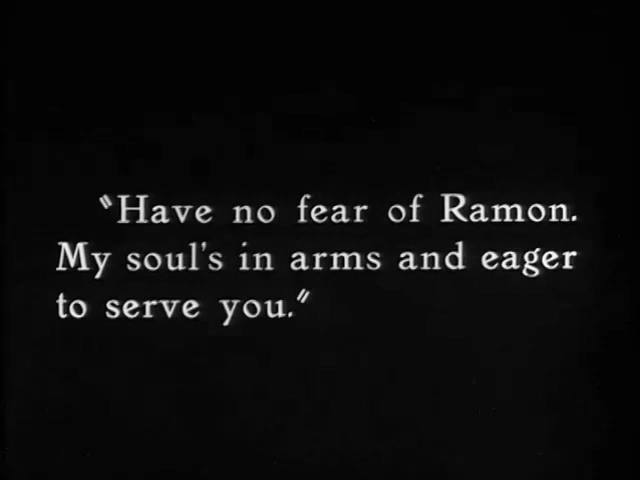 "Have no fear of Ramon.
My soul's in arms and eager
to serve you."